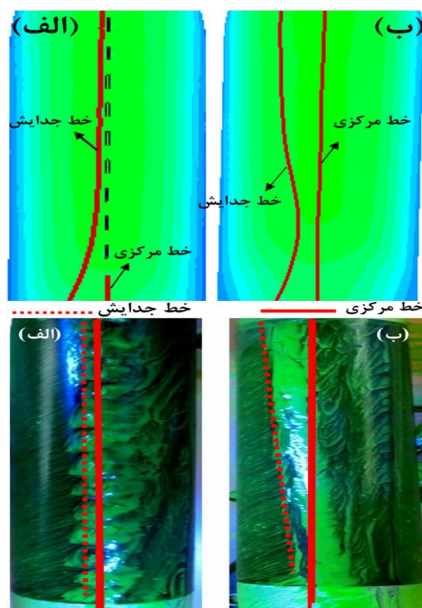 (الف)
(ب)
خط جدایش
خط مرکزی
خط جدایش
خط مرکزی
خط جدایش
خط مرکزی
(الف)
(ب)